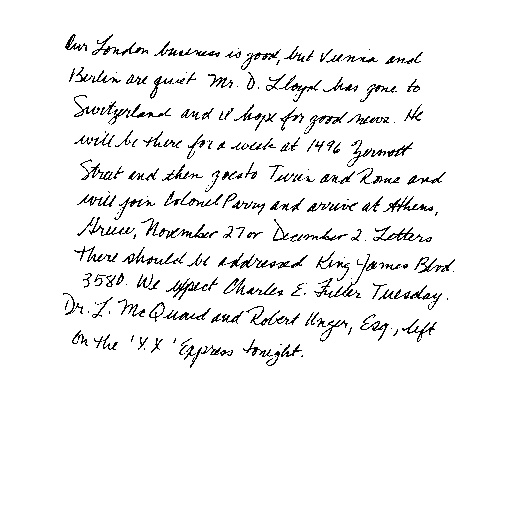 Our London business is good, but Vienna and
Berlin are quiet. Mr. D. Lloyd has gone to
Switzerland and I hope for good news. He
will be there for a week at 1496 Zermott
Street and then goes to Turin and Rome and
will join Colonel Parry and arrive at Athens,
Greece, November 27 or December 2. Letters
there should be addressed King James Blvd.
3580. We expect Charles E. Fuller Tuesday.
Dr. L. McQuaid and Robert Unger, Esq., left
on the 'Y.X' Express tonight.